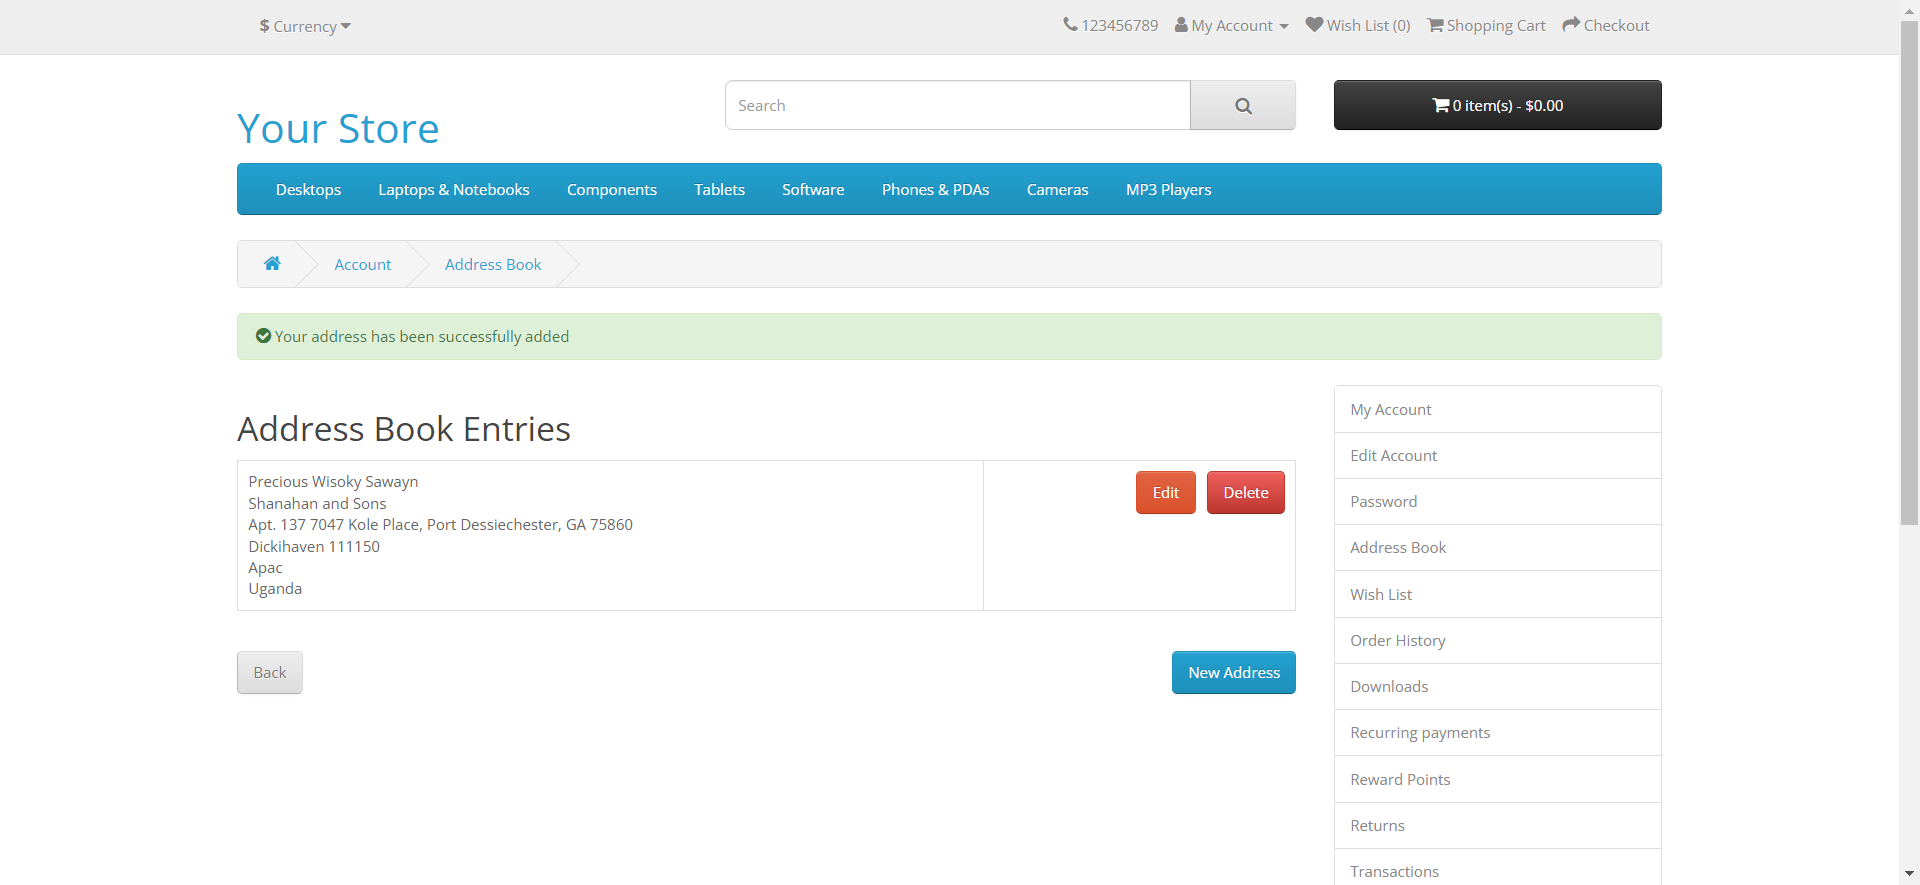 $ Currency
123456789 My Account Wish List (0) Shopping Cart Checkout
Your Store
Search
0 item(s) - $0.00
Desktops Laptops & Notebooks Components Tablets Software Phones & PDAs Cameras MP3 Players
Account Address Book
Your address has been successfully added
Address Book Entries
Precious Wisoky Sawayn
Shanahan and Sons
Apt. 137 7047 Kole Place, Port Dessiechester, GA 75860
Dickihaven 111150
Apac
Uganda
Edit Delete
Back New Address
My Account
Edit Account
Password
Address Book
Wish List
Order History
Downloads
Recurring payments
Reward Points
Returns
Transactions